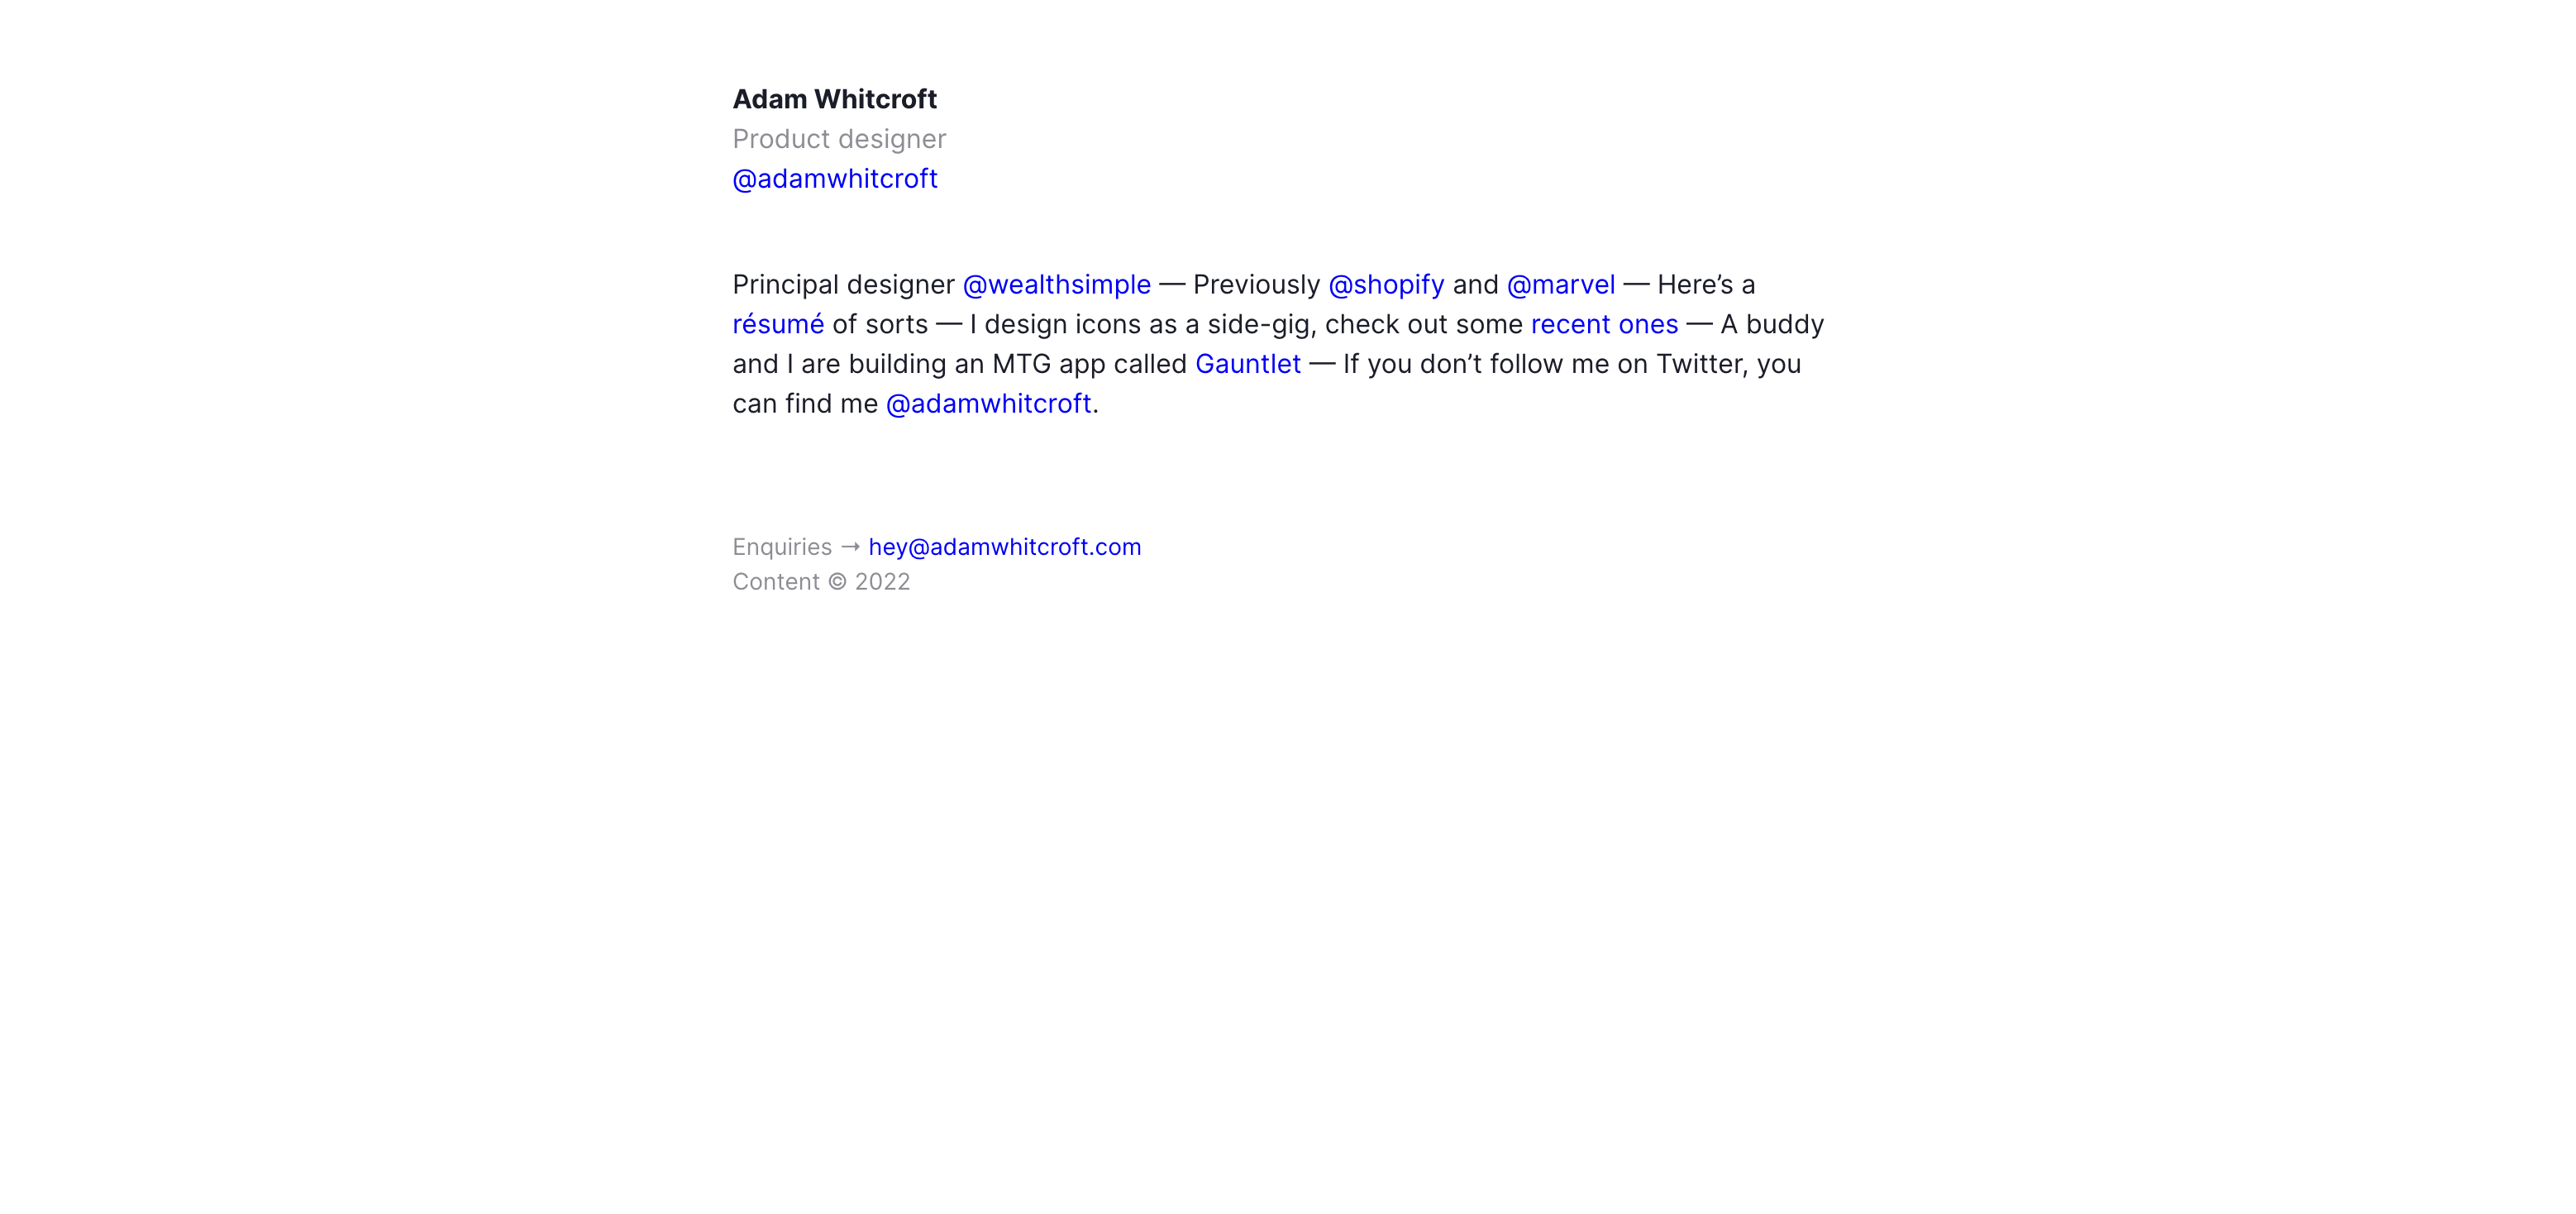 Adam Whitcroft
Product designer
@adamwhitcroft
Principal designer @wealthsimple — Previously @shopify and @marvel — Here’s a
résumé of sorts — I design icons as a side-gig, check out some recent ones — A buddy
and I are building an MTG app called Gauntlet — If you don’t follow me on Twitter, you
can find me @adamwhitcroft.
Enquiries → hey@adamwhitcroft.com
Content © 2022